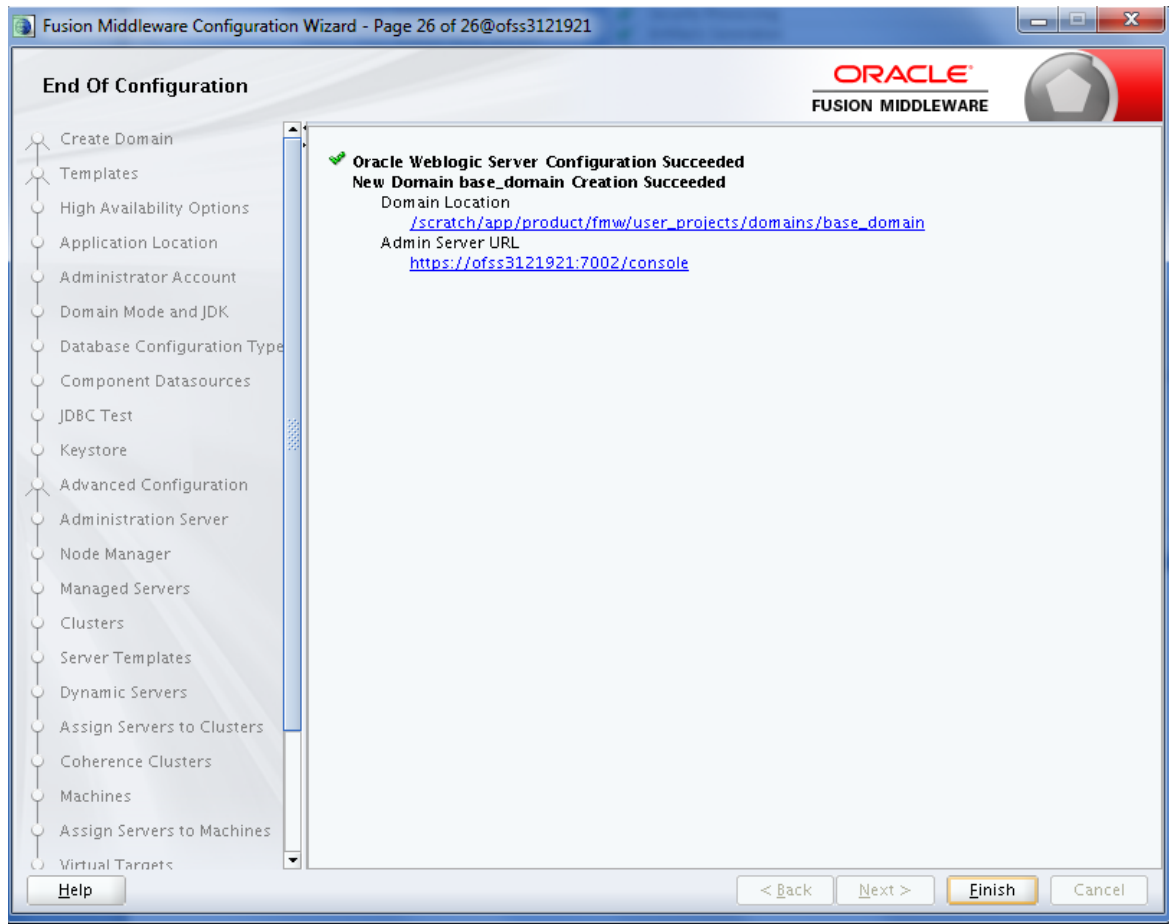 Fusion Middleware Configuration Wizard - Page 26 of 26@ofss3121921
End Of Configuration
ORACLE
FUSION MIDDLEWARE
Create Domain
Templates
High Availability Options
Application Location
Administrator Account
Domain Mode and JDK
Database Configuration Type
Component Datasources
JDBC Test
Keystore
Advanced Configuration
Administration Server
Node Manager
Managed Servers
Clusters
Server Templates
Dynamic Servers
Assign Servers to Clusters
Coherence Clusters
Machines
Assign Servers to Machines
Virtual Targets
Oracle Weblogic Server Configuration Succeeded
New Domain base_domain Creation Succeeded
Domain Location
/scratch/app/product/fmw/user_projects/domains/base_domain
Admin Server URL
https://ofss3121921:7002/console
Help
< Back
Next >
Finish
Cancel